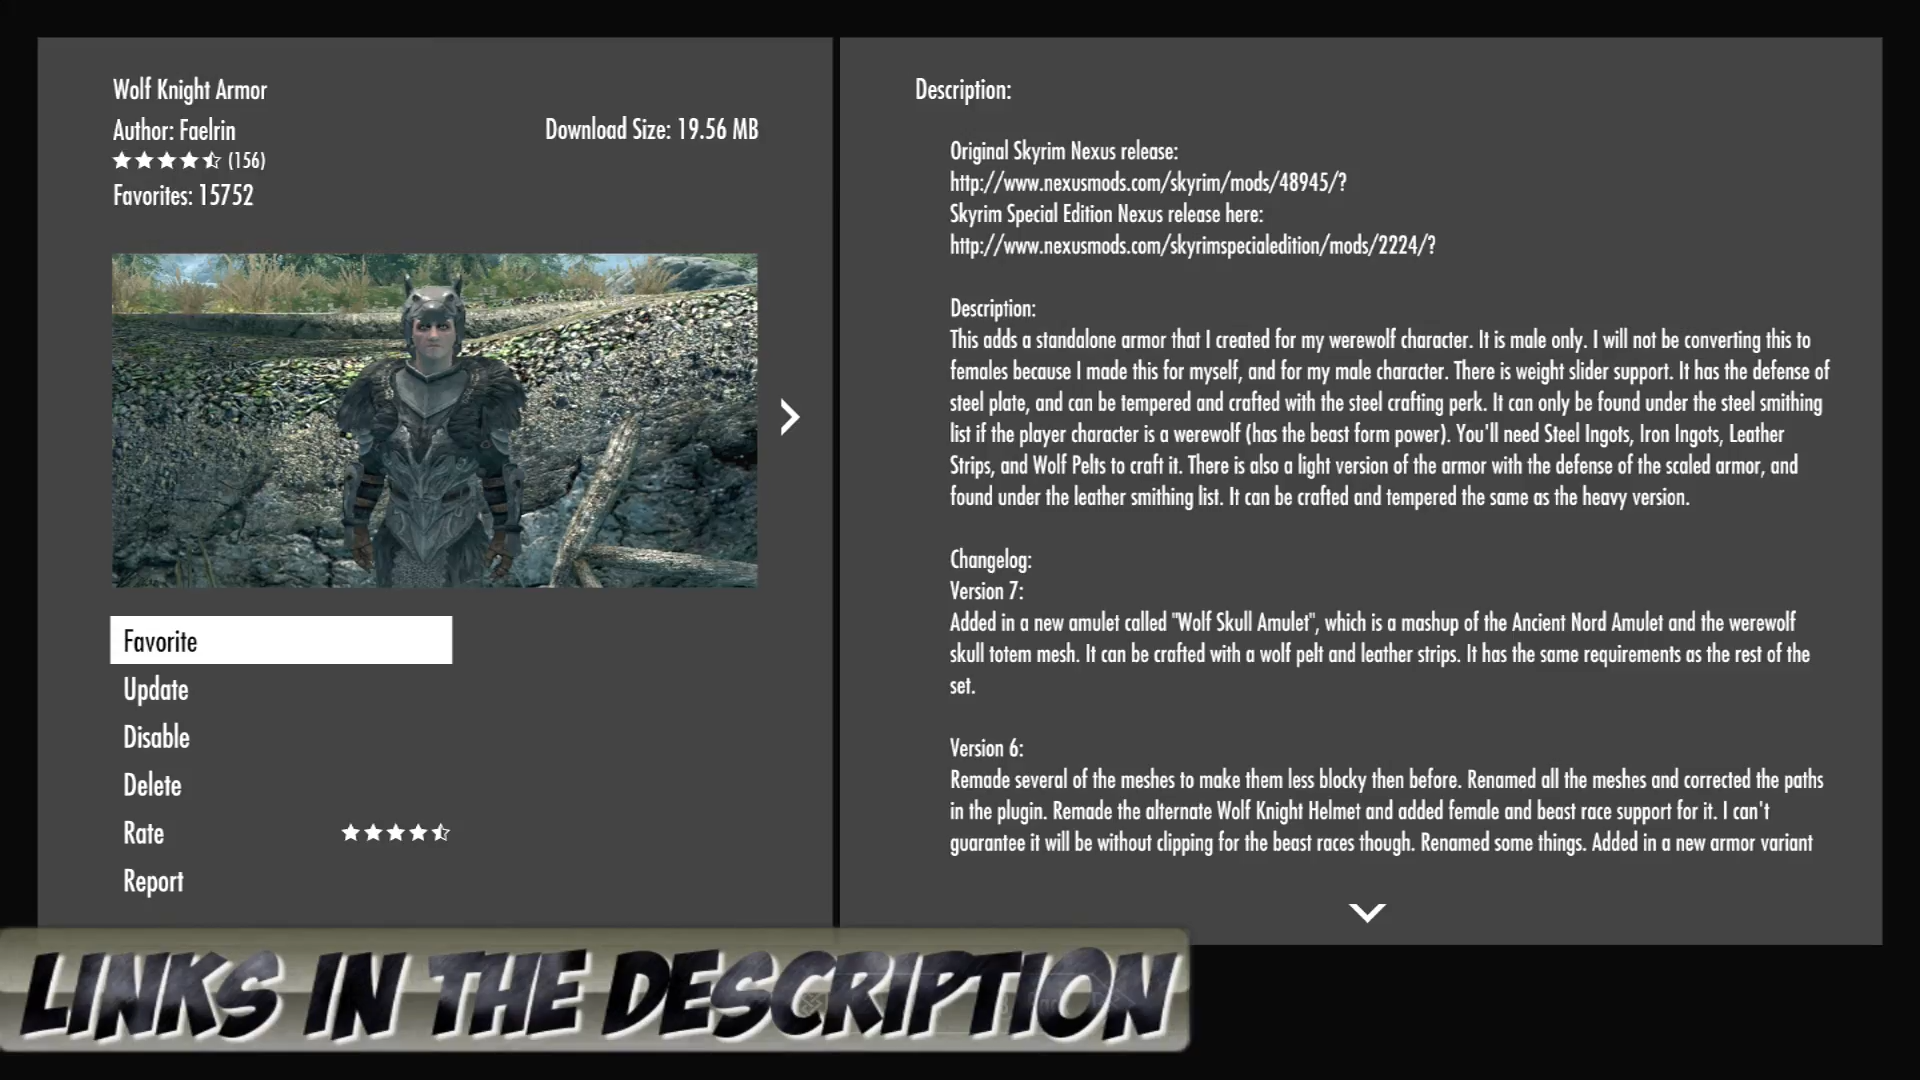 Wolf Knight Armor
Author: Faelrin
Download Size: 19.56 MB
(156)
Favorites: 15752
Favorite
Update
Disable
Delete
Rate
Report
Description:
Original Skyrim Nexus release:
http://www.nexusmods.com/skyrim/mods/48945/?
Skyrim Special Edition Nexus release here:
http://www.nexusmods.com/skyrimspecialedition/mods/2224/?
Description:
This adds a standalone armor that I created for my werewolf character. It is male only. I will not be converting this to
females because I made this for myself, and for my male character. There is weight slider support. It has the defense of
steel plate, and can be tempered and crafted with the steel crafting perk. It can only be found under the steel smithing
list if the player character is a werewolf (has the beast form power). You'll need Steel Ingots, Iron Ingots, Leather
Strips, and Wolf Pelts to craft it. There is also a light version of the armor with the defense of the scaled armor, and
found under the leather smithing list. It can be crafted and tempered the same as the heavy version.
Changelog:
Version 7:
Added in a new amulet called "Wolf Skull Amulet", which is a mashup of the Ancient Nord Amulet and the werewolf
skull totem mesh. It can be crafted with a wolf pelt and leather strips. It has the same requirements as the rest of the
set.
Version 6:
Remade several of the meshes to make them less blocky then before. Renamed all the meshes and corrected the paths
in the plugin. Remade the alternate Wolf Knight Helmet and added female and beast race support for it. I can't
guarantee it will be without clipping for the beast races though. Renamed some things. Added in a new armor variant
LINKS IN THE DESCRIPTION